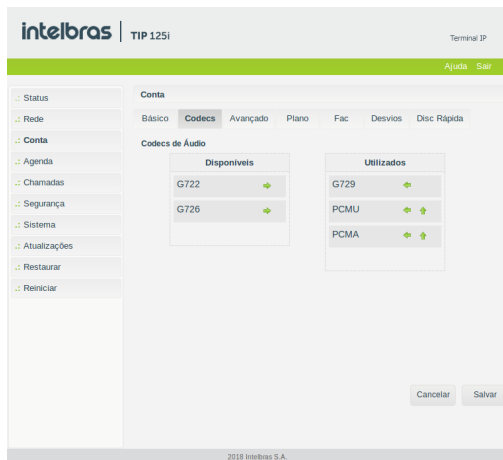 intelbras TIP 125i
Terminal IP
Ajuda Sair
.: Status
.: Rede
.: Conta
.: Agenda
.: Chamadas
.: Segurança
.: Sistema
.: Atualizações
.: Restaurar
.: Reiniciar
Conta
Básico Codecs Avançado Plano Fac Desvios Disc Rápida
Codecs de Áudio
Disponíveis
G722
G726
Utilizados
G729
PCMU
PCMA
Cancelar Salvar
2018 Intelbras S.A.